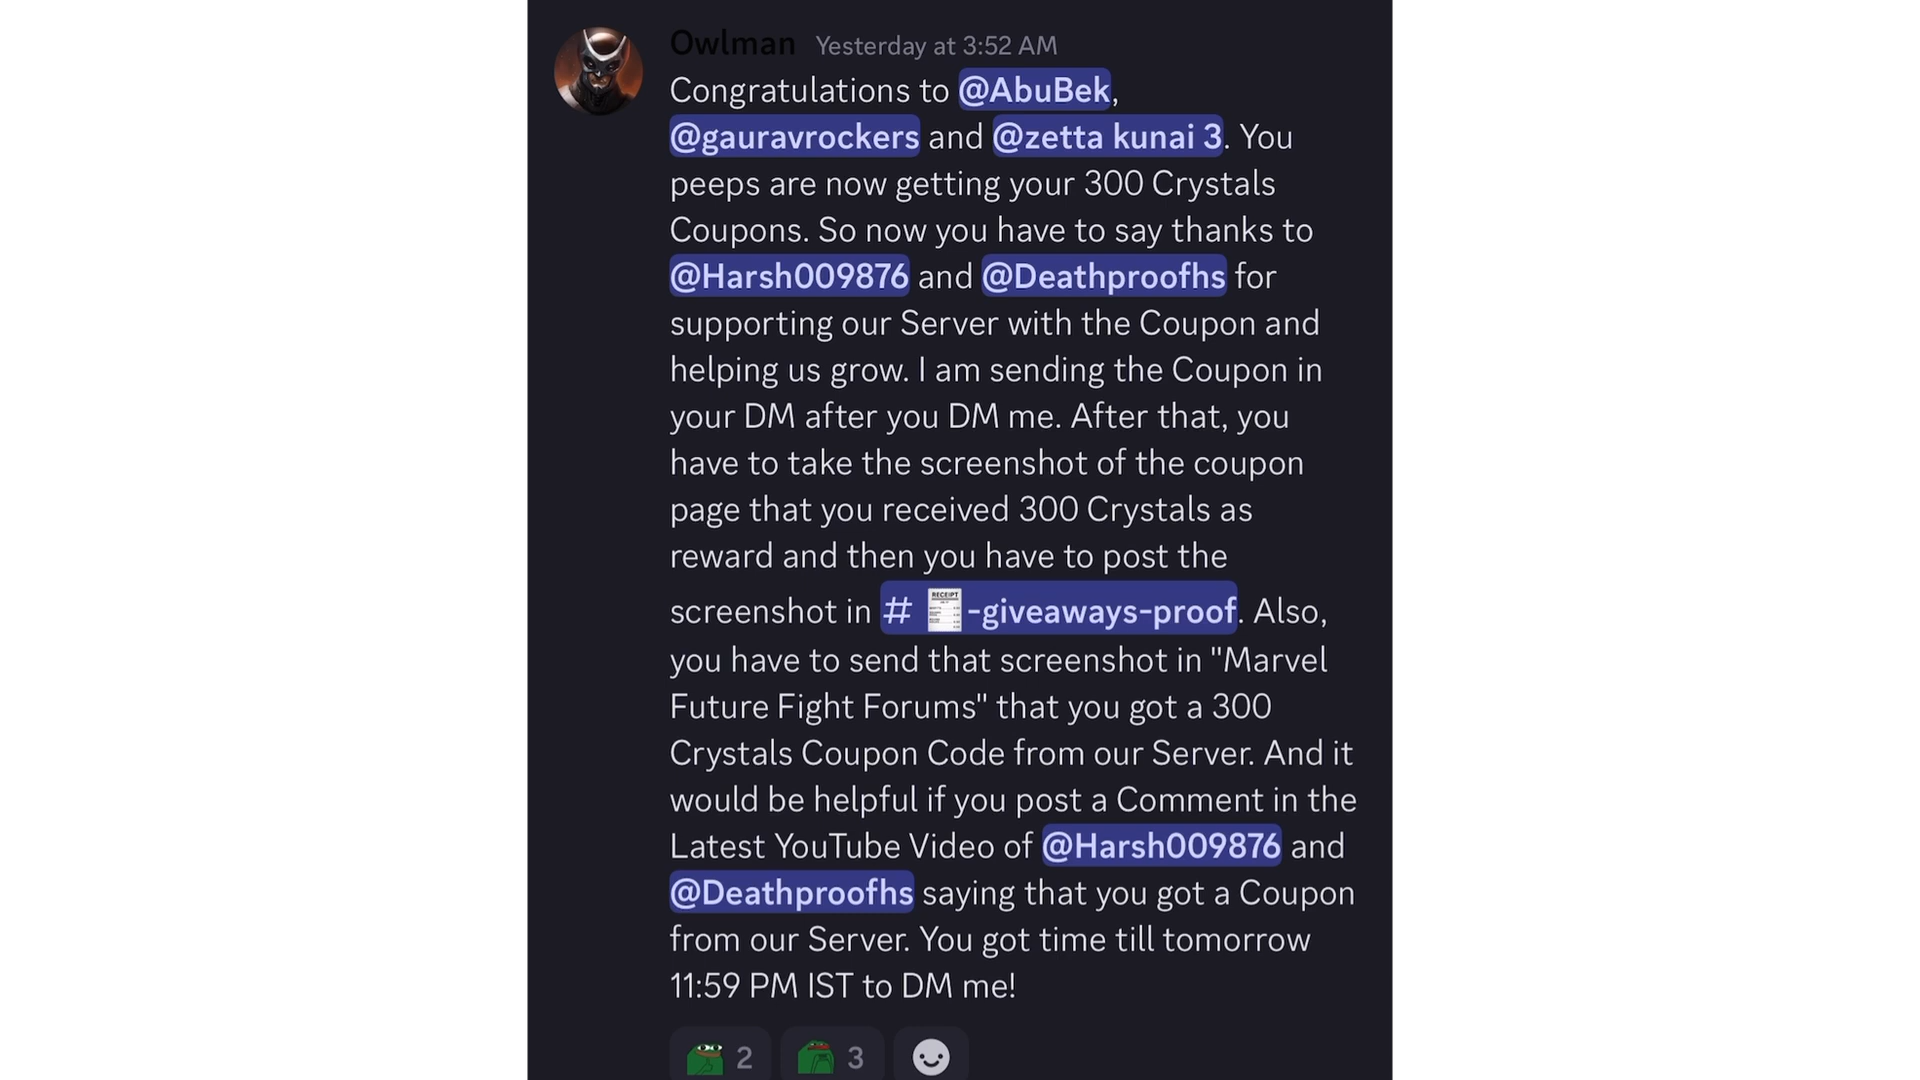 Owlman Yesterday at 3:52 AM
Congratulations to @AbuBek,
@gauravrockers and @zetta kunai 3. You
peeps are now getting your 300 Crystals
Coupons. So now you have to say thanks to
@Harsh009876 and @Deathproofhs for
supporting our Server with the Coupon and
helping us grow. I am sending the Coupon in
your DM after you DM me. After that, you
have to take the screenshot of the coupon
page that you received 300 Crystals as
reward and then you have to post the
screenshot in # 🧾-giveaways-proof. Also,
you have to send that screenshot in "Marvel
Future Fight Forums" that you got a 300
Crystals Coupon Code from our Server. And it
would be helpful if you post a Comment in the
Latest YouTube Video of @Harsh009876 and
@Deathproofhs saying that you got a Coupon
from our Server. You got time till tomorrow
11:59 PM IST to DM me!
2 3